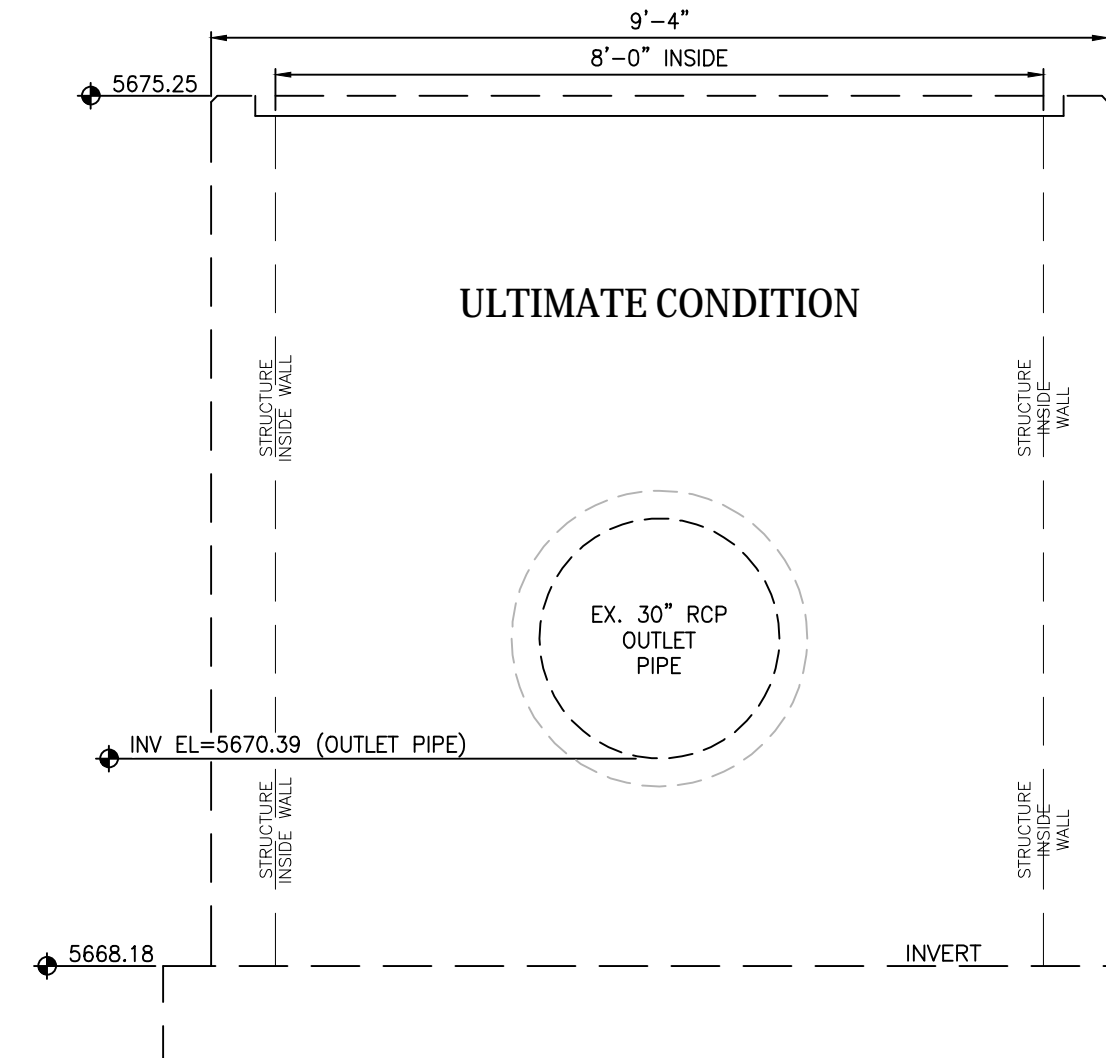 9'-4"
8'-0" INSIDE
5675.25
ULTIMATE CONDITION
STRUCTURE
INSIDE WALL
STRUCTURE
INSIDE
WALL
EX. 30" RCP
OUTLET
PIPE
INV EL=5670.39 (OUTLET PIPE)
STRUCTURE
INSIDE WALL
STRUCTURE
INSIDE
WALL
5668.18
INVERT